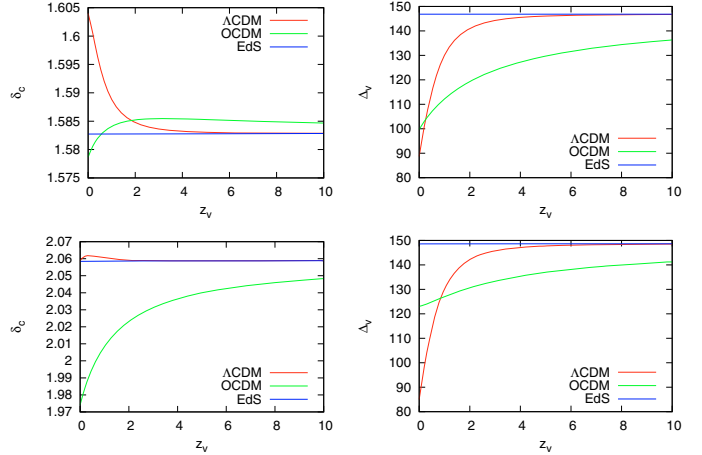 1.605
1.6
1.595
1.59
1.585
1.58
1.575
δc
ΛCDM
OCDM
EdS
0 2 4 6 8 10
zv
150
140
130
120
110
100
90
80
Δv
ΛCDM
OCDM
EdS
0 2 4 6 8 10
zv
2.07
2.06
2.05
2.04
2.03
2.02
2.01
2
1.99
1.98
1.97
δc
ΛCDM
OCDM
EdS
0 2 4 6 8 10
zv
150
140
130
120
110
100
90
80
Δv
ΛCDM
OCDM
EdS
0 2 4 6 8 10
zv